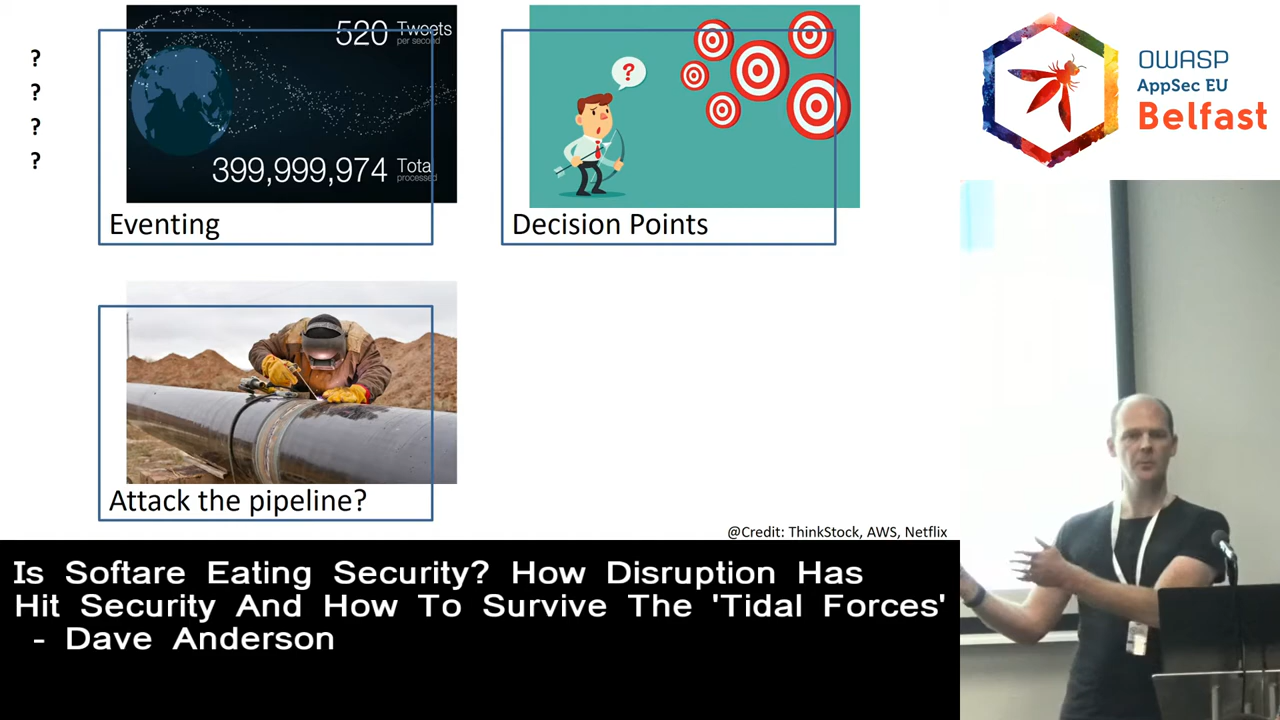 ?
?
?
?
520 Tweets
per second
399,999,974 Tota
processed
Eventing
?
Decision Points
Attack the pipeline?
@Credit: ThinkStock, AWS, Netflix
OWASP
AppSec EU
Belfast
Is Softare Eating Security? How Disruption Has
Hit Security And How To Survive The 'Tidal Forces'
- Dave Anderson